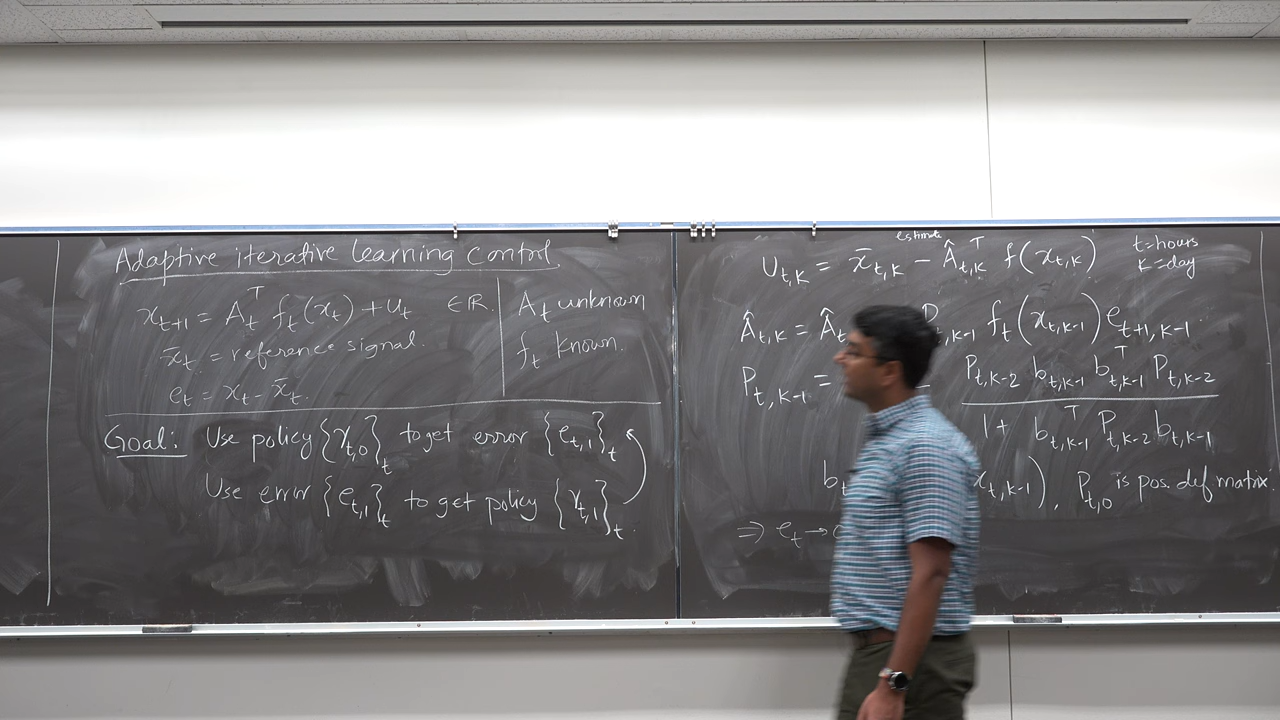 Adaptive iterative learning control
x_{t+1} = A_t^T f_t(x_t) + u_t ∈ ℝ.
x̄_t = reference signal.
e_t = x_t - x̄_t.
A_t unknown
f_t known.
Goal: Use policy {γ_{t,0}}_t to get error {e_{t,1}}_t
Use error {e_{t,1}}_t to get policy {γ_{t,1}}_t.
estimate
U_{t,k} = x̄_{t,k} - Â_{t,k}^T f(x_{t,k})
t=hours
k=day
Â_{t,k} = Â_t P_{t,k-1} f_t(x_{t,k-1}) e_{t+1,k-1}
P_{t,k-1} = - \frac{P_{t,k-2} b_{t,k-1} b_{t,k-1}^T P_{t,k-2}}{1 + b_{t,k-1}^T P_{t,k-2} b_{t,k-1}}
b_t x_{t,k-1}), P_{t,0} is pos. def matrix.
⇒ e_t →